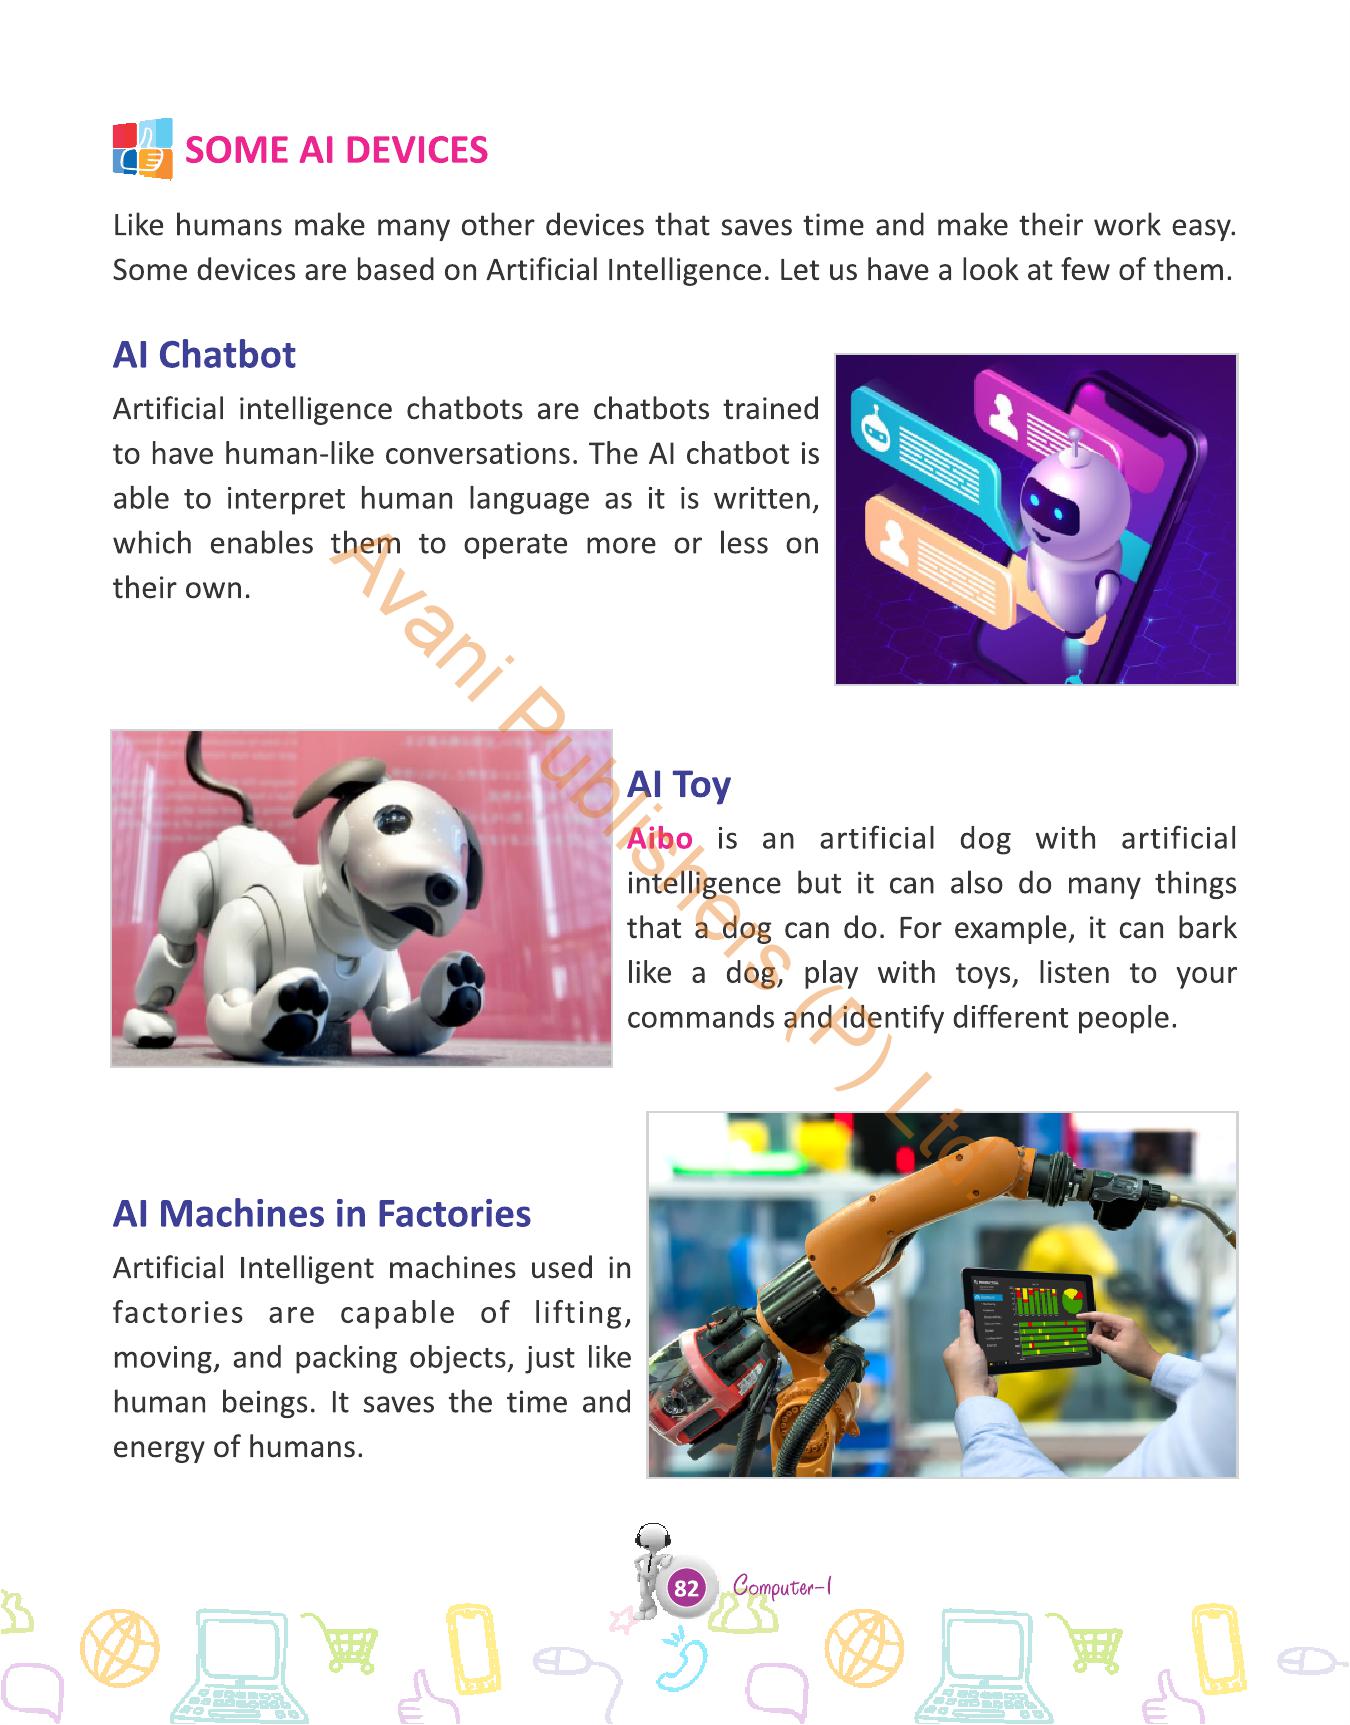 SOME AI DEVICES
Like humans make many other devices that saves time and make their work easy.
Some devices are based on Artificial Intelligence. Let us have a look at few of them.
AI Chatbot
Artificial intelligence chatbots are chatbots trained
to have human-like conversations. The AI chatbot is
able to interpret human language as it is written,
which enables them to operate more or less on
their own.
AI Toy
Aibo is an artificial dog with artificial
intelligence but it can also do many things
that a dog can do. For example, it can bark
like a dog, play with toys, listen to your
commands and identify different people.
AI Machines in Factories
Artificial Intelligent machines used in
factories are capable of lifting,
moving, and packing objects, just like
human beings. It saves the time and
energy of humans.
Avani Publishers (P) Ltd.
82
Computer-1